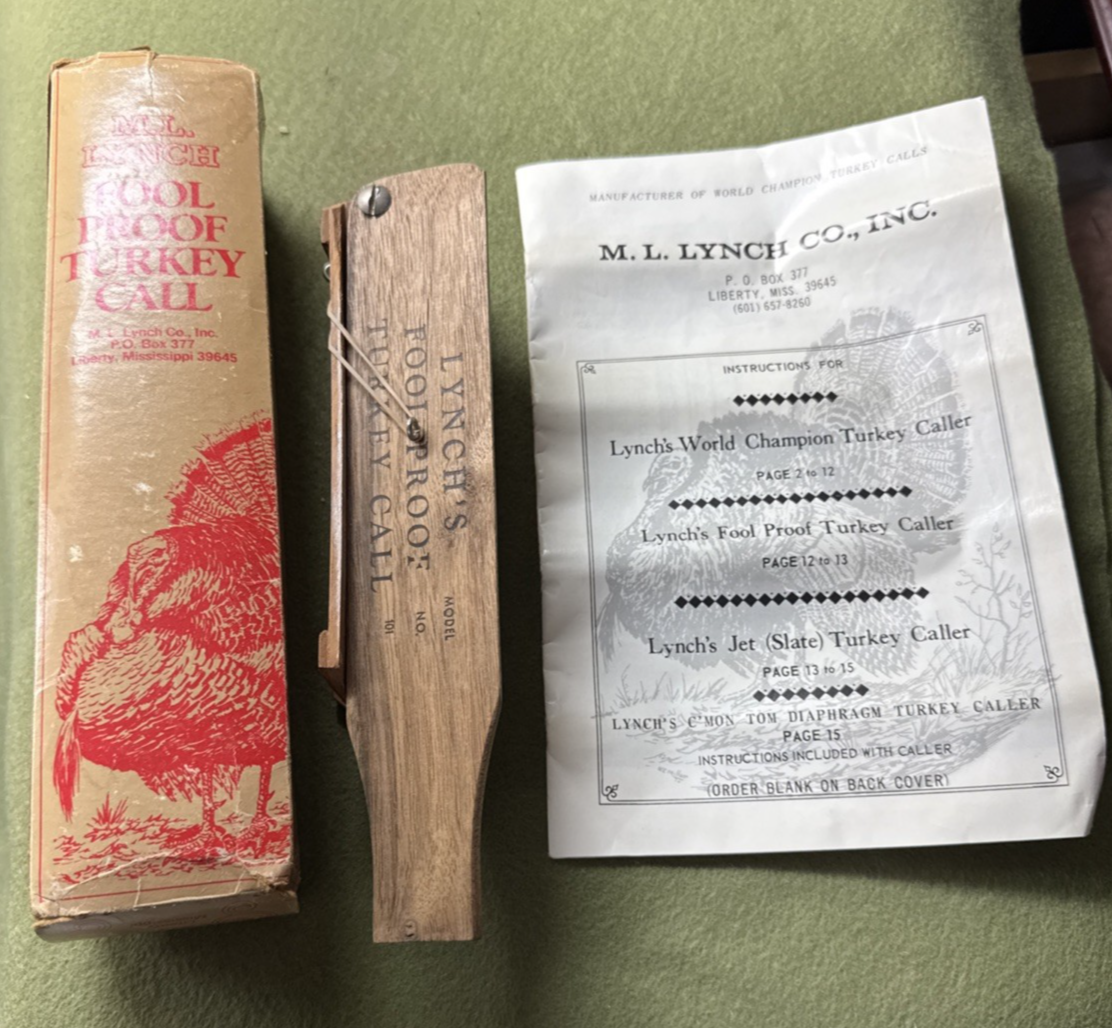 M.L.
LYNCH
FOOL
PROOF
TURKEY
CALL
M. L. Lynch Co., Inc.
P.O. Box 377
Liberty, Mississippi 39645
LYNCH'S
FOOL PROOF
TURKEY CALL
MODEL
NO.
101
MANUFACTURER OF WORLD CHAMPION TURKEY CALLS
M. L. LYNCH CO., INC.
P. O. BOX 377
LIBERTY, MISS. 39645
(601) 657-8260
INSTRUCTIONS FOR
Lynch's World Champion Turkey Caller
PAGE 2 to 12
Lynch's Fool Proof Turkey Caller
PAGE 12 to 13
Lynch's Jet (Slate) Turkey Caller
PAGE 13 to 15
LYNCH'S C'MON TOM DIAPHRAGM TURKEY CALLER
PAGE 15
INSTRUCTIONS INCLUDED WITH CALLER
(ORDER BLANK ON BACK COVER)